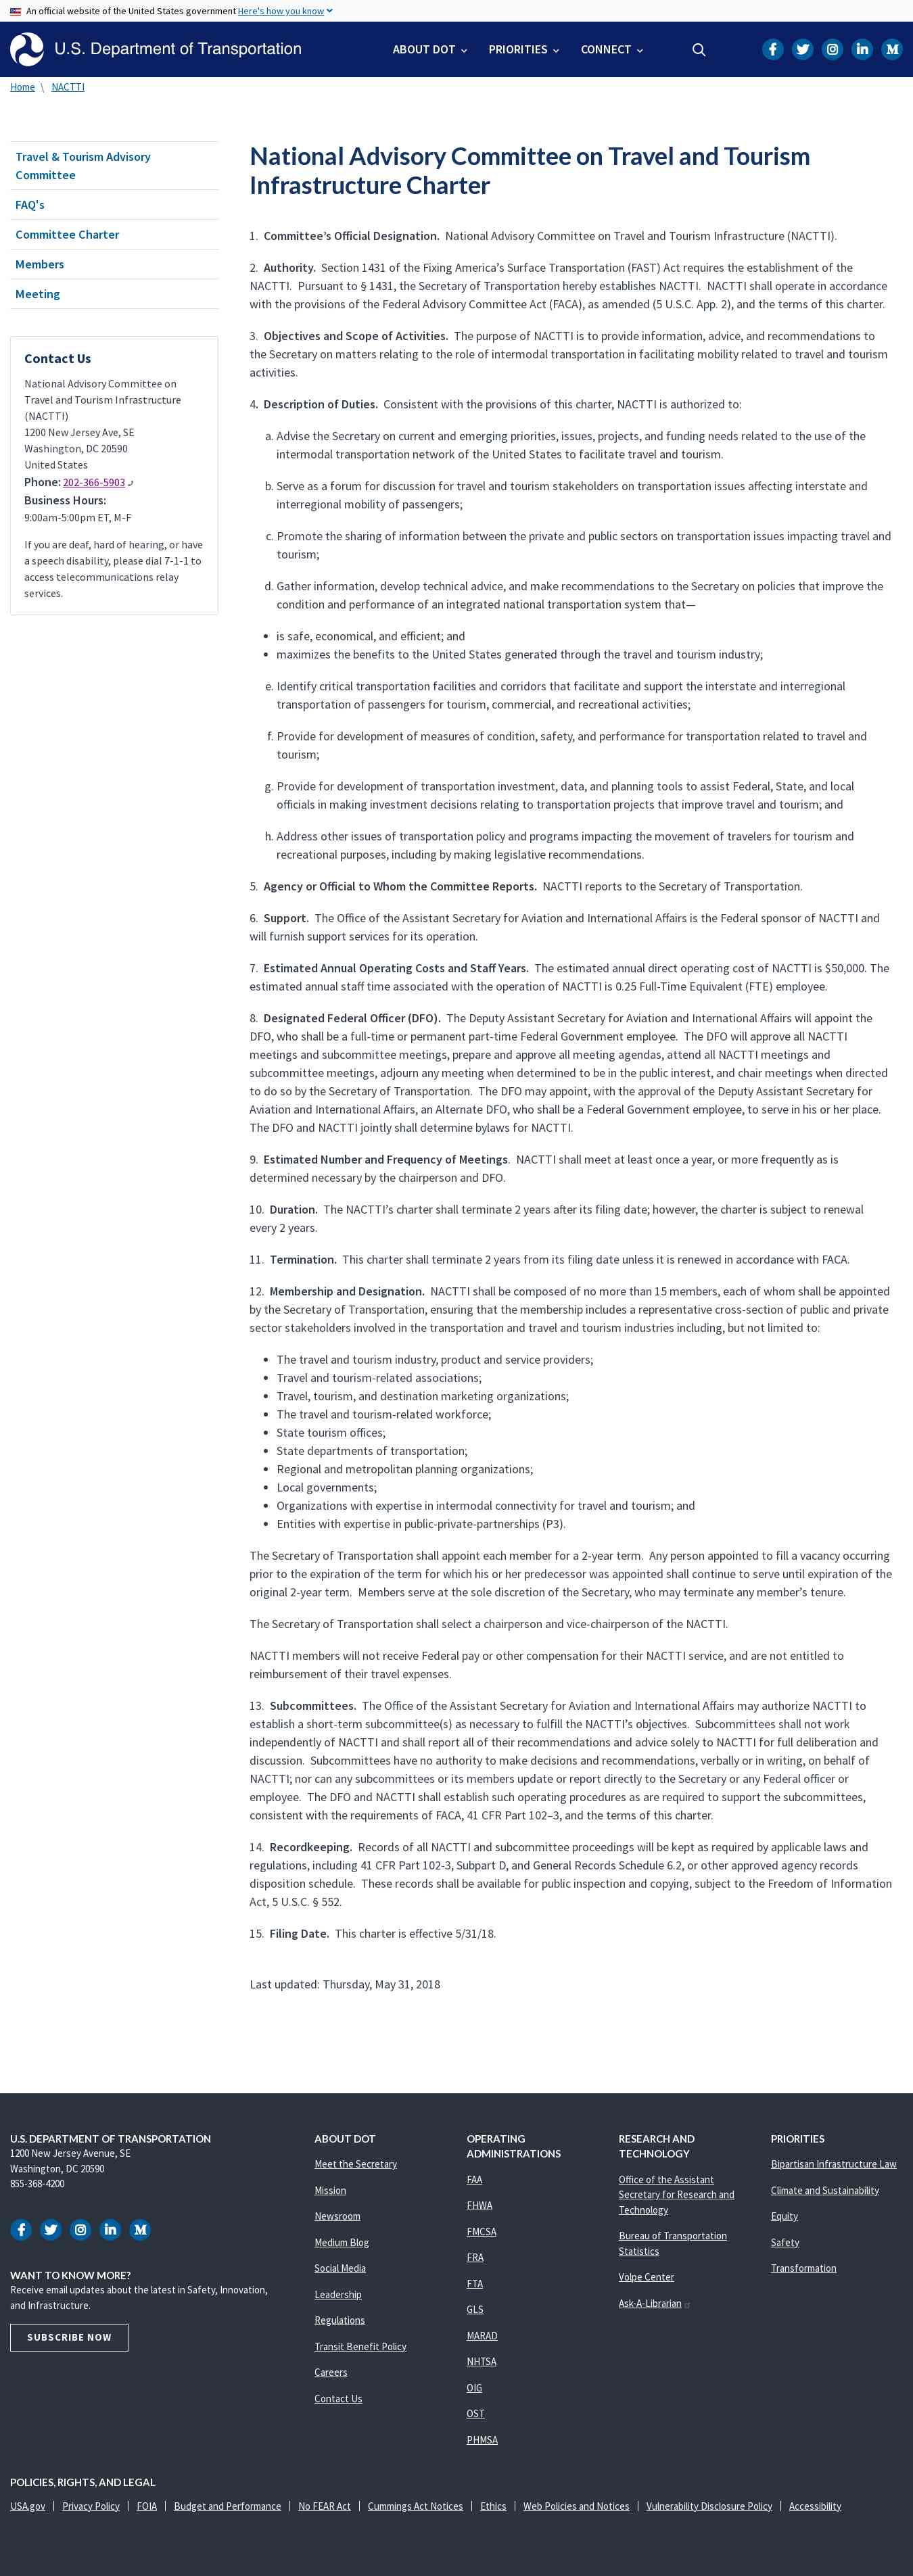 An official website of the United States government Here's how you know
U.S. Department of Transportation
ABOUT DOT
PRIORITIES
CONNECT
Home \ NACTTI
Travel & Tourism Advisory
Committee
FAQ's
Committee Charter
Members
Meeting
Contact Us
National Advisory Committee on
Travel and Tourism Infrastructure
(NACTTI)
1200 New Jersey Ave, SE
Washington, DC 20590
United States
Phone: 202-366-5903
Business Hours:
9:00am-5:00pm ET, M-F
If you are deaf, hard of hearing, or have
a speech disability, please dial 7-1-1 to
access telecommunications relay
services.
National Advisory Committee on Travel and Tourism
Infrastructure Charter
1. Committee’s Official Designation. National Advisory Committee on Travel and Tourism Infrastructure (NACTTI).
2. Authority. Section 1431 of the Fixing America’s Surface Transportation (FAST) Act requires the establishment of the
NACTTI. Pursuant to § 1431, the Secretary of Transportation hereby establishes NACTTI. NACTTI shall operate in accordance
with the provisions of the Federal Advisory Committee Act (FACA), as amended (5 U.S.C. App. 2), and the terms of this charter.
3. Objectives and Scope of Activities. The purpose of NACTTI is to provide information, advice, and recommendations to
the Secretary on matters relating to the role of intermodal transportation in facilitating mobility related to travel and tourism
activities.
4. Description of Duties. Consistent with the provisions of this charter, NACTTI is authorized to:
a. Advise the Secretary on current and emerging priorities, issues, projects, and funding needs related to the use of the
intermodal transportation network of the United States to facilitate travel and tourism.
b. Serve as a forum for discussion for travel and tourism stakeholders on transportation issues affecting interstate and
interregional mobility of passengers;
c. Promote the sharing of information between the private and public sectors on transportation issues impacting travel and
tourism;
d. Gather information, develop technical advice, and make recommendations to the Secretary on policies that improve the
condition and performance of an integrated national transportation system that—
• is safe, economical, and efficient; and
• maximizes the benefits to the United States generated through the travel and tourism industry;
e. Identify critical transportation facilities and corridors that facilitate and support the interstate and interregional
transportation of passengers for tourism, commercial, and recreational activities;
f. Provide for development of measures of condition, safety, and performance for transportation related to travel and
tourism;
g. Provide for development of transportation investment, data, and planning tools to assist Federal, State, and local
officials in making investment decisions relating to transportation projects that improve travel and tourism; and
h. Address other issues of transportation policy and programs impacting the movement of travelers for tourism and
recreational purposes, including by making legislative recommendations.
5. Agency or Official to Whom the Committee Reports. NACTTI reports to the Secretary of Transportation.
6. Support. The Office of the Assistant Secretary for Aviation and International Affairs is the Federal sponsor of NACTTI and
will furnish support services for its operation.
7. Estimated Annual Operating Costs and Staff Years. The estimated annual direct operating cost of NACTTI is $50,000. The
estimated annual staff time associated with the operation of NACTTI is 0.25 Full-Time Equivalent (FTE) employee.
8. Designated Federal Officer (DFO). The Deputy Assistant Secretary for Aviation and International Affairs will appoint the
DFO, who shall be a full-time or permanent part-time Federal Government employee. The DFO will approve all NACTTI
meetings and subcommittee meetings, prepare and approve all meeting agendas, attend all NACTTI meetings and
subcommittee meetings, adjourn any meeting when determined to be in the public interest, and chair meetings when directed
to do so by the Secretary of Transportation. The DFO may appoint, with the approval of the Deputy Assistant Secretary for
Aviation and International Affairs, an Alternate DFO, who shall be a Federal Government employee, to serve in his or her place.
The DFO and NACTTI jointly shall determine bylaws for NACTTI.
9. Estimated Number and Frequency of Meetings. NACTTI shall meet at least once a year, or more frequently as is
determined necessary by the chairperson and DFO.
10. Duration. The NACTTI’s charter shall terminate 2 years after its filing date; however, the charter is subject to renewal
every 2 years.
11. Termination. This charter shall terminate 2 years from its filing date unless it is renewed in accordance with FACA.
12. Membership and Designation. NACTTI shall be composed of no more than 15 members, each of whom shall be appointed
by the Secretary of Transportation, ensuring that the membership includes a representative cross-section of public and private
sector stakeholders involved in the transportation and travel and tourism industries including, but not limited to:
• The travel and tourism industry, product and service providers;
• Travel and tourism-related associations;
• Travel, tourism, and destination marketing organizations;
• The travel and tourism-related workforce;
• State tourism offices;
• State departments of transportation;
• Regional and metropolitan planning organizations;
• Local governments;
• Organizations with expertise in intermodal connectivity for travel and tourism; and
• Entities with expertise in public-private-partnerships (P3).
The Secretary of Transportation shall appoint each member for a 2-year term. Any person appointed to fill a vacancy occurring
prior to the expiration of the term for which his or her predecessor was appointed shall continue to serve until expiration of the
original 2-year term. Members serve at the sole discretion of the Secretary, who may terminate any member’s tenure.
The Secretary of Transportation shall select a chairperson and vice-chairperson of the NACTTI.
NACTTI members will not receive Federal pay or other compensation for their NACTTI service, and are not entitled to
reimbursement of their travel expenses.
13. Subcommittees. The Office of the Assistant Secretary for Aviation and International Affairs may authorize NACTTI to
establish a short-term subcommittee(s) as necessary to fulfill the NACTTI’s objectives. Subcommittees shall not work
independently of NACTTI and shall report all of their recommendations and advice solely to NACTTI for full deliberation and
discussion. Subcommittees have no authority to make decisions and recommendations, verbally or in writing, on behalf of
NACTTI; nor can any subcommittees or its members update or report directly to the Secretary or any Federal officer or
employee. The DFO and NACTTI shall establish such operating procedures as are required to support the subcommittees,
consistent with the requirements of FACA, 41 CFR Part 102–3, and the terms of this charter.
14. Recordkeeping. Records of all NACTTI and subcommittee proceedings will be kept as required by applicable laws and
regulations, including 41 CFR Part 102-3, Subpart D, and General Records Schedule 6.2, or other approved agency records
disposition schedule. These records shall be available for public inspection and copying, subject to the Freedom of Information
Act, 5 U.S.C. § 552.
15. Filing Date. This charter is effective 5/31/18.
Last updated: Thursday, May 31, 2018
U.S. DEPARTMENT OF TRANSPORTATION
1200 New Jersey Avenue, SE
Washington, DC 20590
855-368-4200
WANT TO KNOW MORE?
Receive email updates about the latest in Safety, Innovation,
and Infrastructure.
SUBSCRIBE NOW
ABOUT DOT
Meet the Secretary
Mission
Newsroom
Medium Blog
Social Media
Leadership
Regulations
Transit Benefit Policy
Careers
Contact Us
OPERATING
ADMINISTRATIONS
FAA
FHWA
FMCSA
FRA
FTA
GLS
MARAD
NHTSA
OIG
OST
PHMSA
RESEARCH AND
TECHNOLOGY
Office of the Assistant
Secretary for Research and
Technology
Bureau of Transportation
Statistics
Volpe Center
Ask-A-Librarian
PRIORITIES
Bipartisan Infrastructure Law
Climate and Sustainability
Equity
Safety
Transformation
POLICIES, RIGHTS, AND LEGAL
USA.gov | Privacy Policy | FOIA | Budget and Performance | No FEAR Act | Cummings Act Notices | Ethics | Web Policies and Notices | Vulnerability Disclosure Policy | Accessibility